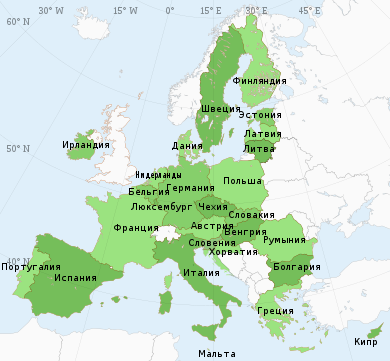 60° N 30° W 15° W 0° 15° E 30° E 45° E
Финляндия
Швеция
Эстония
Латвия
Литва
Дания
Ирландия
50° N
Нидерланды
Польша
Бельгия
Германия
Люксембург
Чехия
Словакия
Франция
Австрия
Венгрия
Словения
Румыния
Хорватия
40° N
Португалия
Испания
Италия
Болгария
Греция
Кипр
Мальта